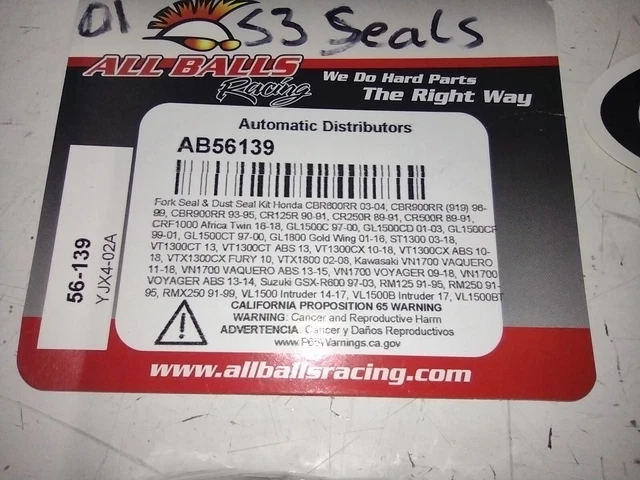 01 S3 Seals
ALL BALLS
Racing
We Do Hard Parts
The Right Way
Automatic Distributors
AB56139
Fork Seal & Dust Seal Kit Honda CBR600RR 03-04, CBR900RR (919) 96-
99, CBR900RR 93-95, CR125R 90-91, CR250R 89-91, CR500R 89-91,
CRF1000 Africa Twin 16-18, GL1500C 97-00, GL1500CD 01-03, GL1500CF
99-01, GL1500CT 97-00, GL1800 Gold Wing 01-16, ST1300 03-18,
VT1300CT 13, VT1300CT ABS 13, VT1300CX 10-16, VT1300CX ABS 10-
18, VTX1300CX FURY 10, VTX1800 02-08, Kawasaki VN1700 VAQUERO
11-18, VN1700 VAQUERO ABS 13-15, VN1700 VOYAGER 09-18, VN1700
VOYAGER ABS 13-14, Suzuki GSX-R600 97-03, RM125 91-95, RM250 91-
95, RMX250 91-99, VL1500 Intruder 14-17, VL1500B Intruder 17, VL1500BT
CALIFORNIA PROPOSITION 65 WARNING
WARNING: Cancer and Reproductive Harm
ADVERTENCIA: Cancer y Daños Reproductivos
www.P65Warnings.ca.gov
56-139
YJX4-02A
www.allballsracing.com